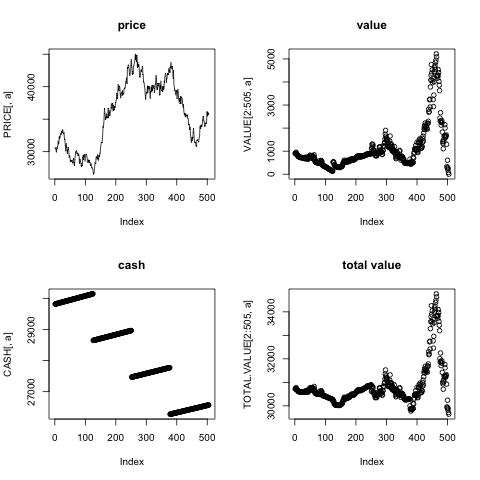 price
PRICE[, a]
30000
40000
0
100
200
300
400
500
Index
value
VALUE[2:505, a]
0
1000
3000
5000
0
100
200
300
400
500
Index
cash
CASH[, a]
27000
29000
0
100
200
300
400
500
Index
total value
TOTAL.VALUE[2:505, a]
30000
32000
34000
0
100
200
300
400
500
Index